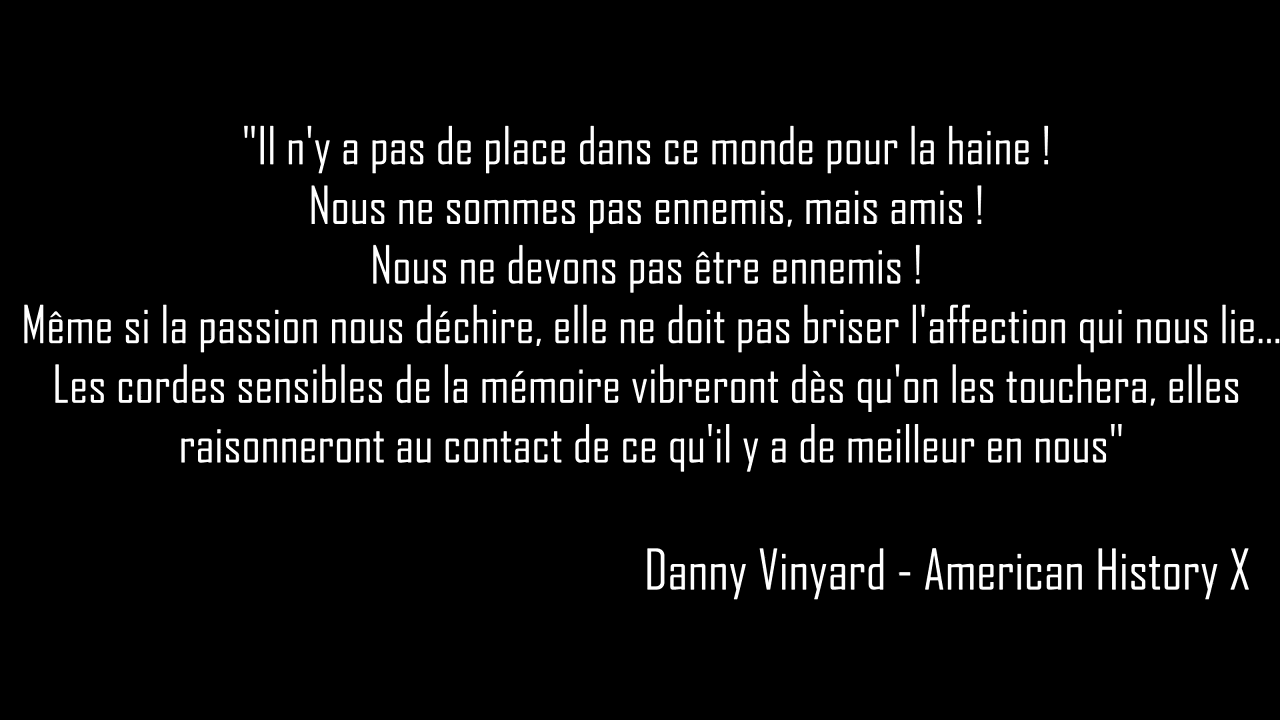 "Il n'y a pas de place dans ce monde pour la haine !
Nous ne sommes pas ennemis, mais amis !
Nous ne devons pas être ennemis !
Même si la passion nous déchire, elle ne doit pas briser l'affection qui nous lie...
Les cordes sensibles de la mémoire vibreront dès qu'on les touchera, elles
raisonneront au contact de ce qu'il y a de meilleur en nous"
Danny Vinyard - American History X